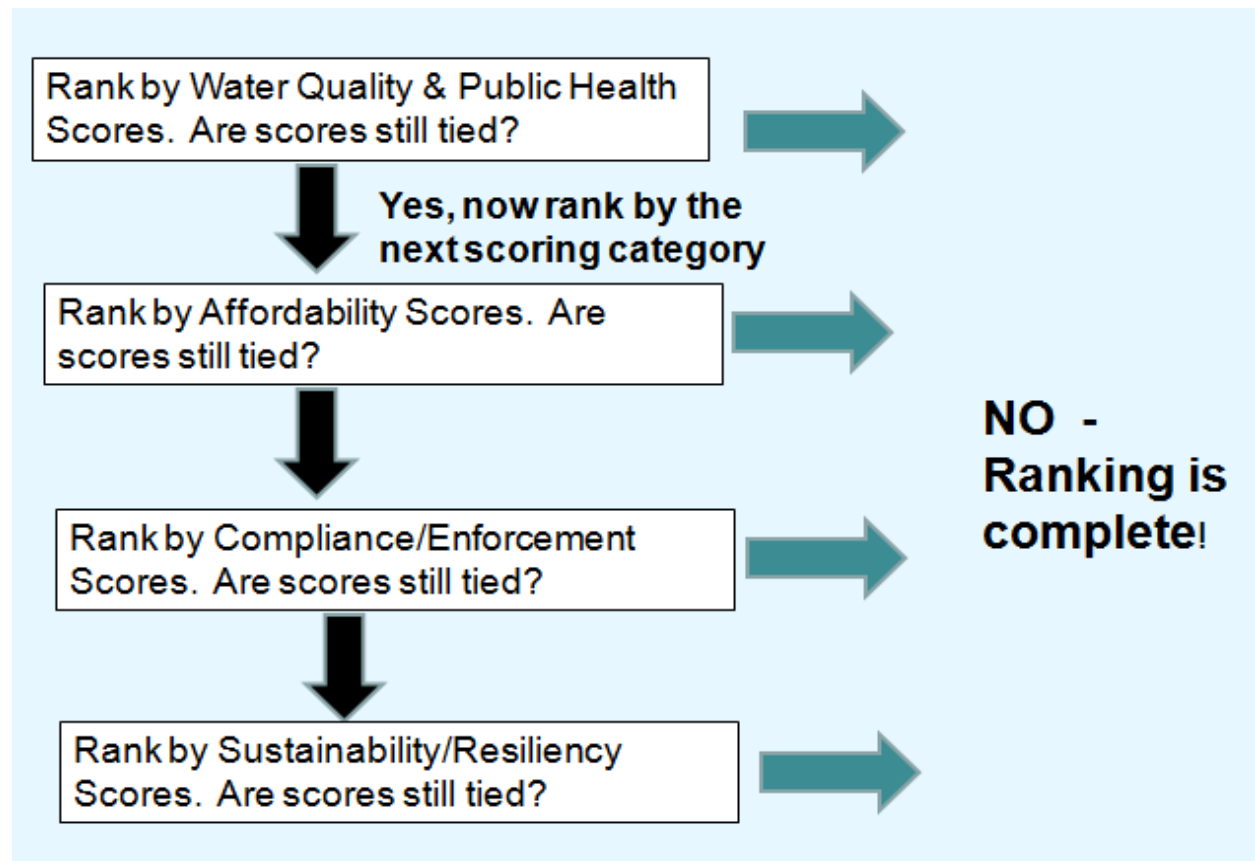 Rank by Water Quality & Public Health
Scores. Are scores still tied?
Yes, now rank by the
next scoring category
Rank by Affordability Scores. Are
scores still tied?
NO -
Ranking is
complete!
Rank by Compliance/Enforcement
Scores. Are scores still tied?
Rank by Sustainability/Resiliency
Scores. Are scores still tied?